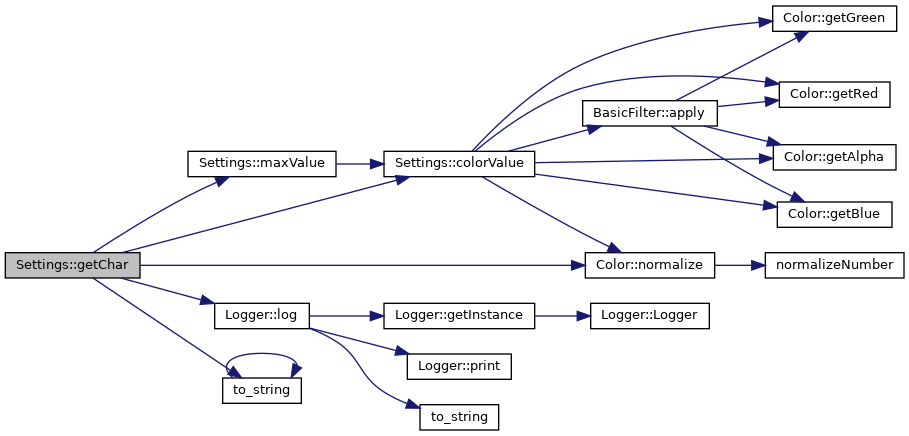 Settings::getChar
Settings::maxValue
Settings::colorValue
BasicFilter::apply
Color::getGreen
Color::getRed
Color::getAlpha
Color::getBlue
Color::normalize
normalizeNumber
Logger::log
Logger::getInstance
Logger::Logger
Logger::print
to_string
to_string